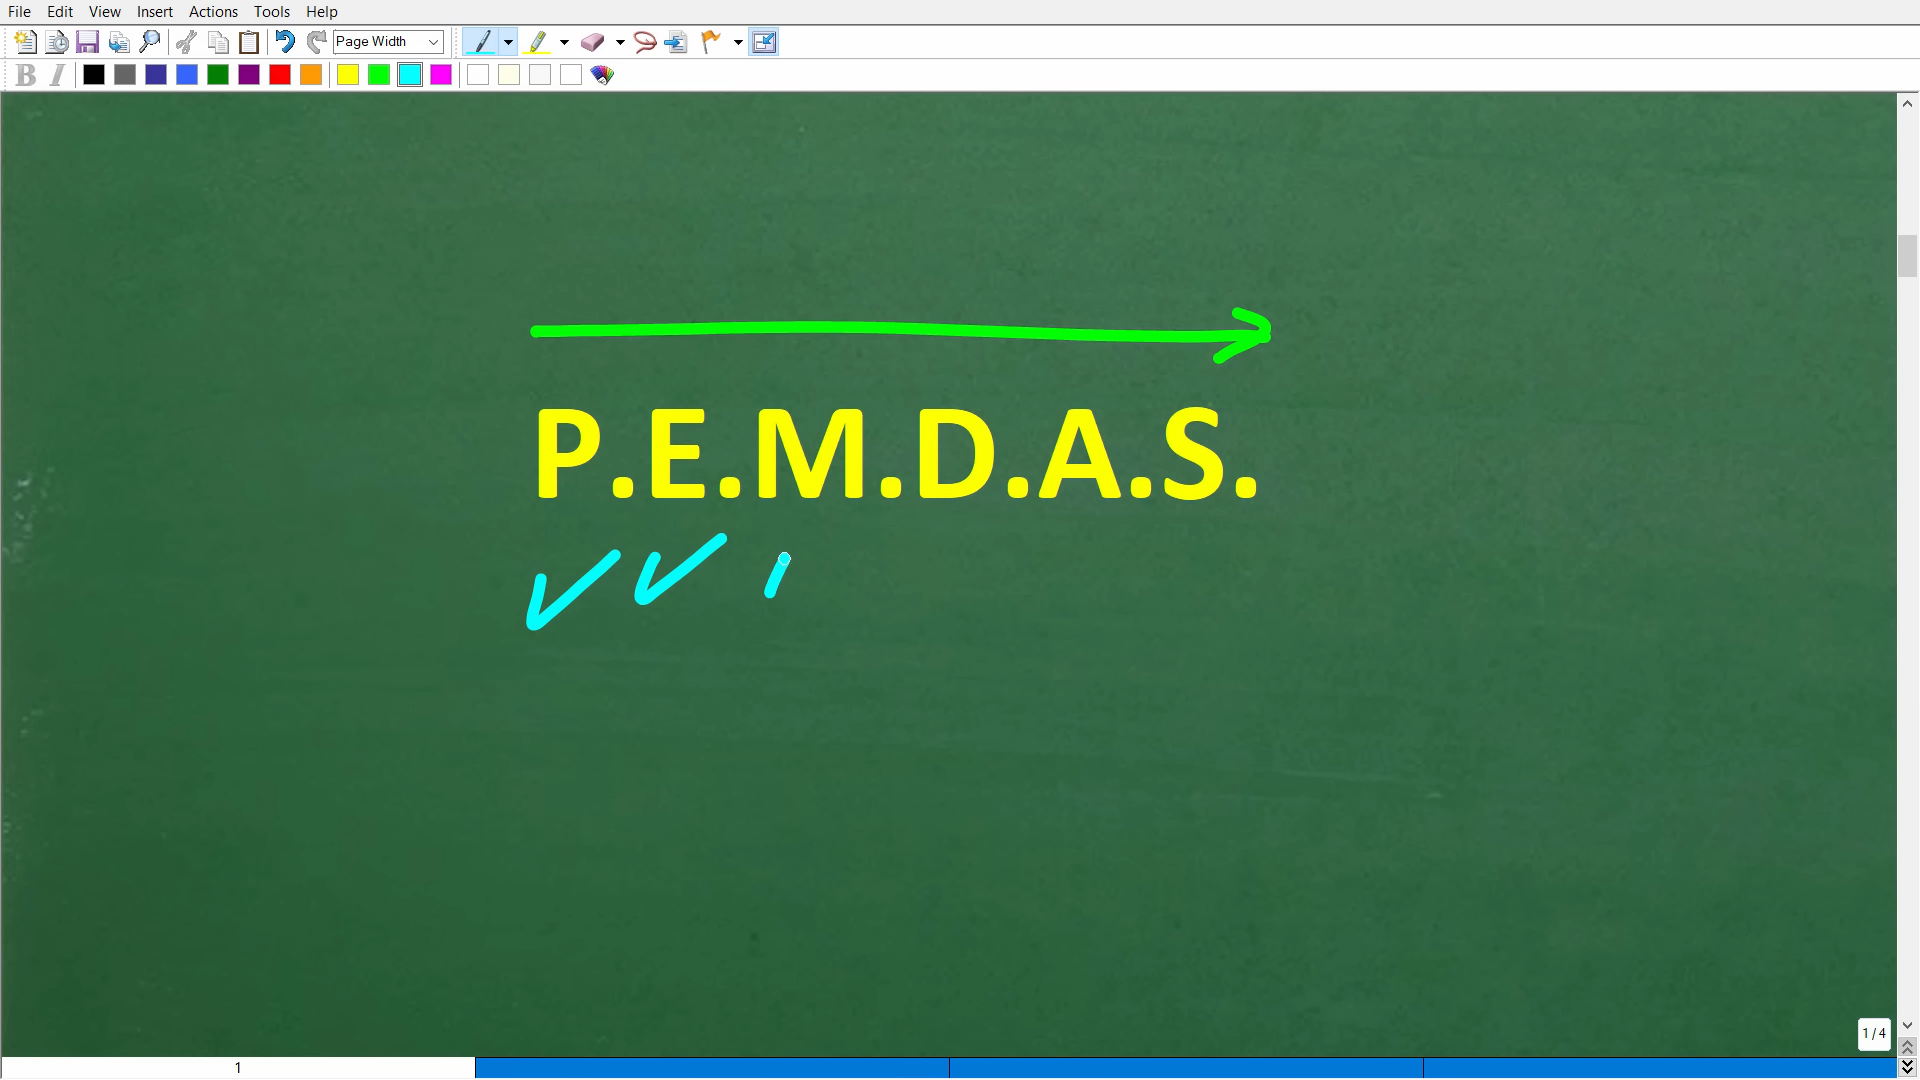 File Edit View Insert Actions Tools Help
Page Width
B I
P.E.M.D.A.S.
1 / 4
1